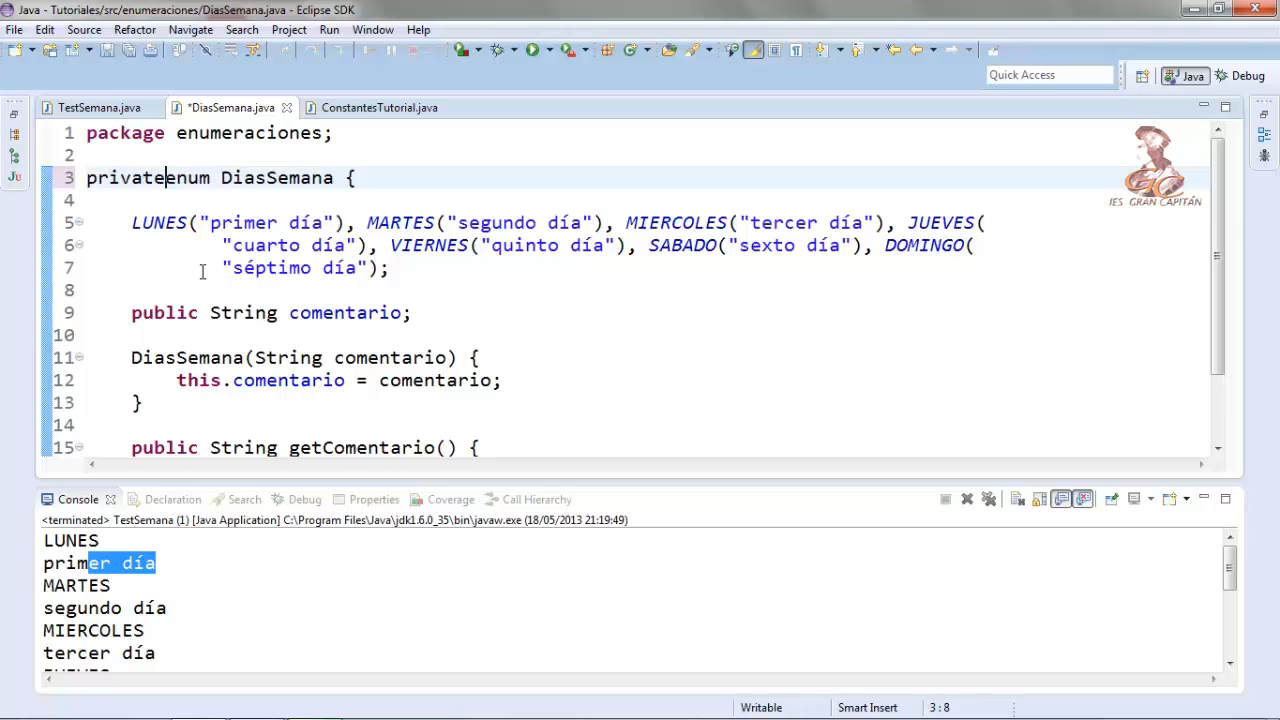 Java - Tutoriales/src/enumeraciones/DiasSemana.java - Eclipse SDK
File Edit Source Refactor Navigate Search Project Run Window Help
Quick Access
Java
Debug
TestSemana.java
*DiasSemana.java
ConstantesTutorial.java
1 package enumeraciones;
2
3 privateenum DiasSemana {
4
5 LUNES("primer día"), MARTES("segundo día"), MIERCOLES("tercer día"), JUEVES(
6 "cuarto día"), VIERNES("quinto día"), SABADO("sexto día"), DOMINGO(
7 "séptimo día");
8
9 public String comentario;
10
11 DiasSemana(String comentario) {
12 this.comentario = comentario;
13 }
14
15 public String getComentario() {
IES GRAN CAPITÁN
Console Declaration Search Debug Properties Coverage Call Hierarchy
<terminated> TestSemana (1) [Java Application] C:\Program Files\Java\jdk1.6.0_35\bin\javaw.exe (18/05/2013 21:19:49)
LUNES
primer día
MARTES
segundo día
MIERCOLES
tercer día
Writable Smart Insert 3 : 8